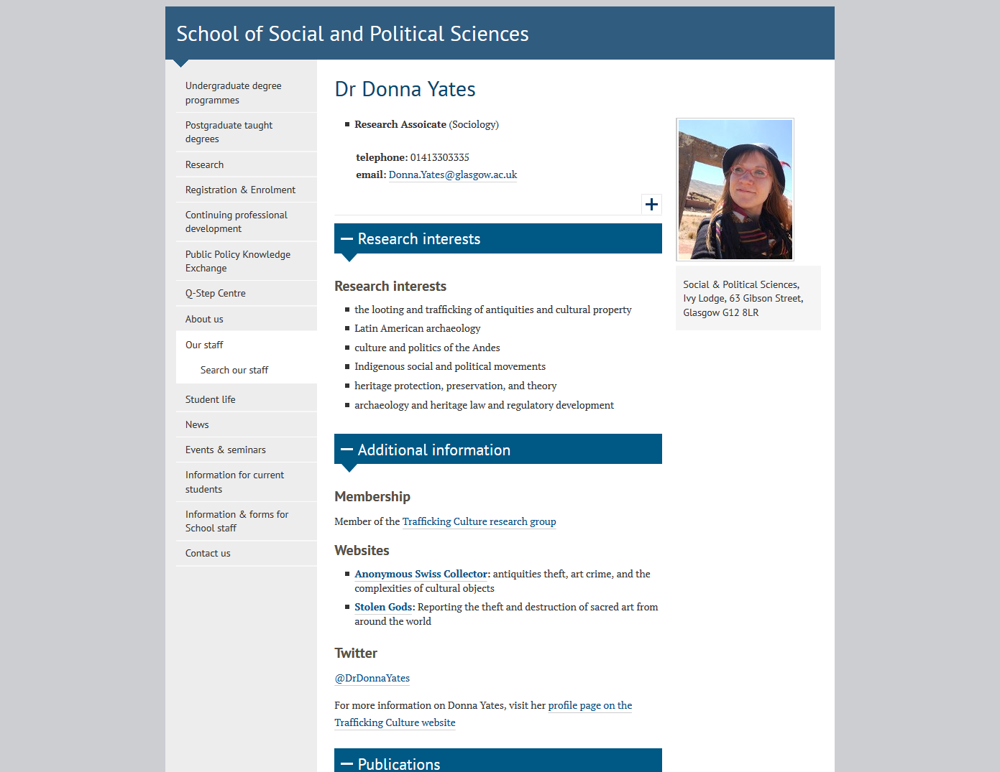 School of Social and Political Sciences
Undergraduate degree
programmes
Postgraduate taught
degrees
Research
Registration & Enrolment
Continuing professional
development
Public Policy Knowledge
Exchange
Q-Step Centre
About us
Our staff
Search our staff
Student life
News
Events & seminars
Information for current
students
Information & forms for
School staff
Contact us
Dr Donna Yates
Research Assoicate (Sociology)
telephone: 01413303335
email: Donna.Yates@glasgow.ac.uk
Research interests
Research interests
the looting and trafficking of antiquities and cultural property
Latin American archaeology
culture and politics of the Andes
Indigenous social and political movements
heritage protection, preservation, and theory
archaeology and heritage law and regulatory development
Additional information
Membership
Member of the Trafficking Culture research group
Websites
Anonymous Swiss Collector: antiquities theft, art crime, and the
complexities of cultural objects
Stolen Gods: Reporting the theft and destruction of sacred art from
around the world
Twitter
@DrDonnaYates
For more information on Donna Yates, visit her profile page on the
Trafficking Culture website
Publications
Social & Political Sciences,
Ivy Lodge, 63 Gibson Street,
Glasgow G12 8LR